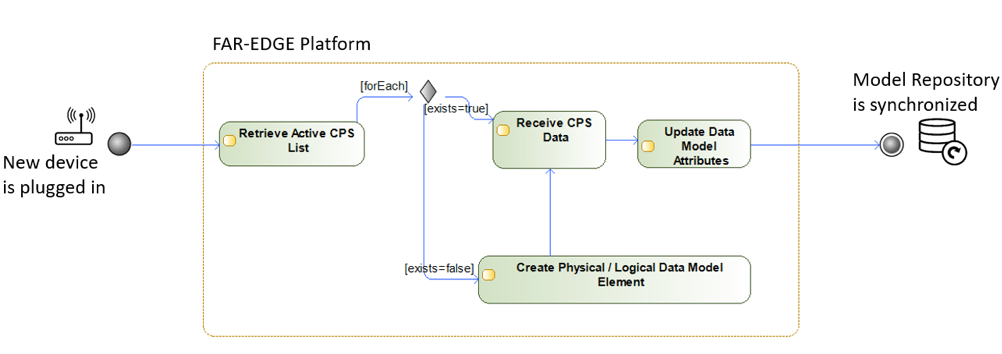 FAR-EDGE Platform
New device
is plugged in
Retrieve Active CPS
List
[forEach]
[exists=true]
Receive CPS
Data
Update Data
Model
Attributes
[exists=false]
Create Physical / Logical Data Model
Element
Model Repository
is synchronized